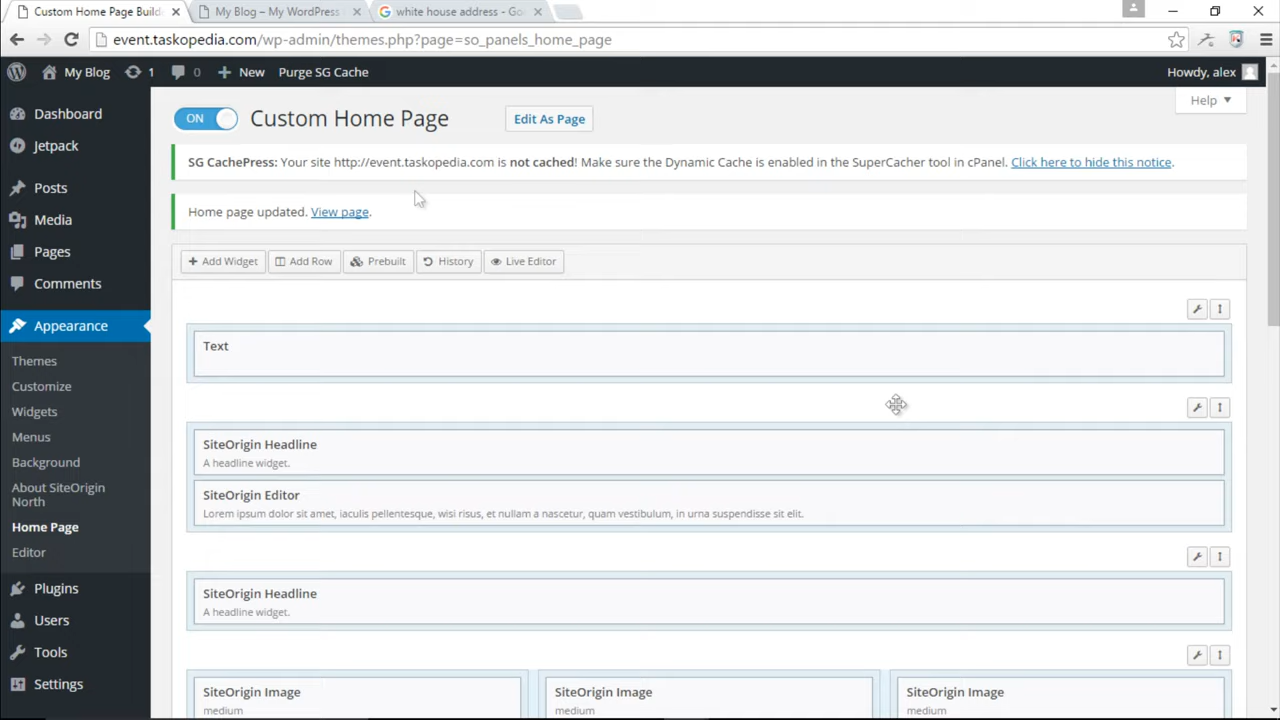 Custom Home Page Build
My Blog – My WordPress
white house address - Go
event.taskopedia.com/wp-admin/themes.php?page=so_panels_home_page
My Blog
1
0
New
Purge SG Cache
Howdy, alex
Help
ON
Custom Home Page
Edit As Page
SG CachePress: Your site http://event.taskopedia.com is not cached! Make sure the Dynamic Cache is enabled in the SuperCacher tool in cPanel. Click here to hide this notice.
Home page updated. View page.
Dashboard
Jetpack
Posts
Media
Pages
Comments
Appearance
Themes
Customize
Widgets
Menus
Background
About SiteOrigin
North
Home Page
Editor
Plugins
Users
Tools
Settings
Add Widget
Add Row
Prebuilt
History
Live Editor
Text
SiteOrigin Headline
A headline widget.
SiteOrigin Editor
Lorem ipsum dolor sit amet, iaculis pellentesque, wisi risus, et nullam a nascetur, quam vestibulum, in urna suspendisse sit elit.
SiteOrigin Headline
A headline widget.
SiteOrigin Image
medium
SiteOrigin Image
medium
SiteOrigin Image
medium